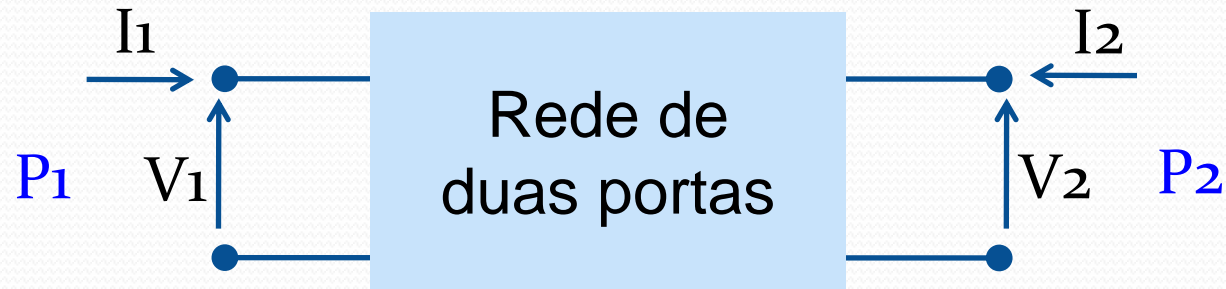 I1
I2
Rede de
duas portas
P1
V1
V2
P2